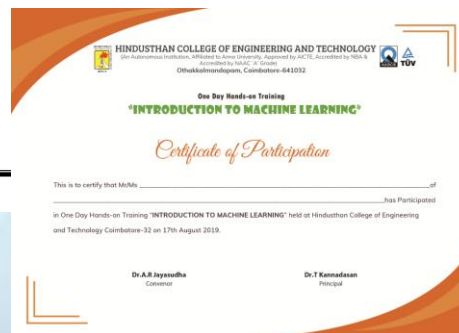 HINDUSTHAN COLLEGE OF ENGINEERING AND TECHNOLOGY
(An Autonomous Institution, Affiliated to Anna University, Approved by AICTE, Accredited by NBA &
Accredited by NAAC 'A' Grade)
Othakkalmandapam, Coimbatore-641032
TÜV
One Day Hands-on Training
"INTRODUCTION TO MACHINE LEARNING"
Certificate of Participation
This is to certify that Mr/Ms of
has Participated
in One Day Hands-on Training "INTRODUCTION TO MACHINE LEARNING" held at Hindusthan College of Engineering
and Technology Coimbatore-32 on 17th August 2019.
Dr.A.R Jayasudha Dr.T Kannadasan
Convenor Principal